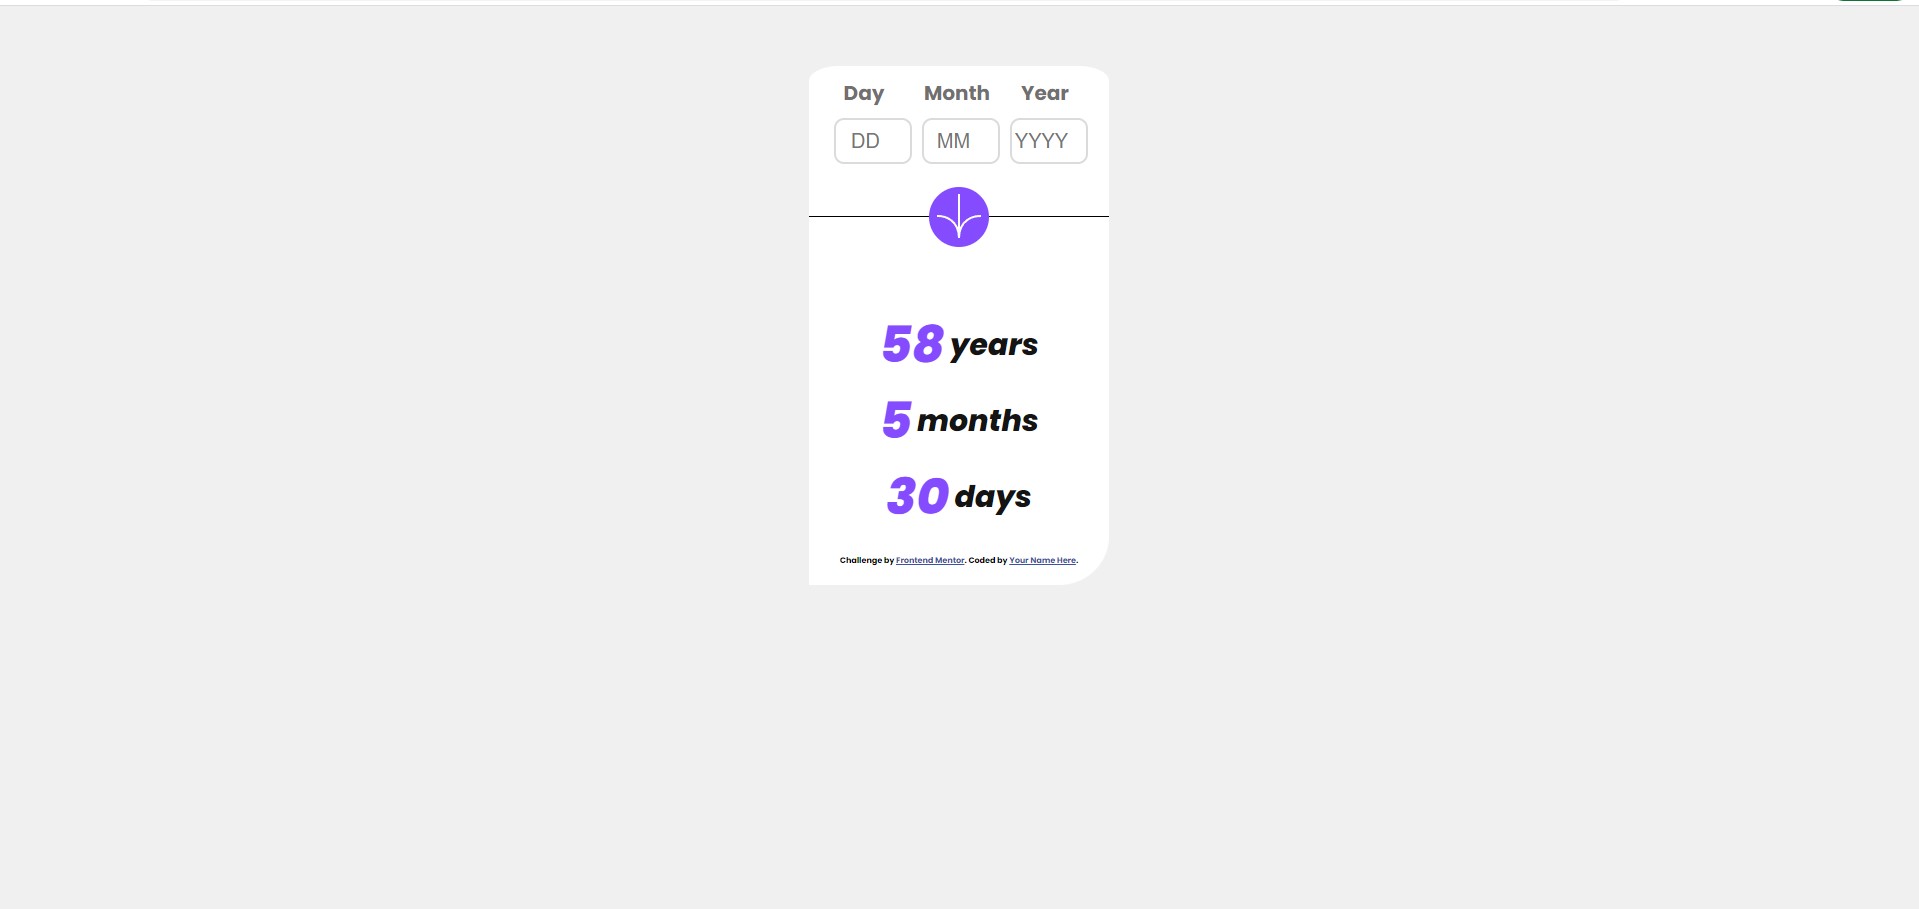 Day Month Year
DD MM YYYY
58 years
5 months
30 days
Challenge by Frontend Mentor. Coded by Your Name Here.